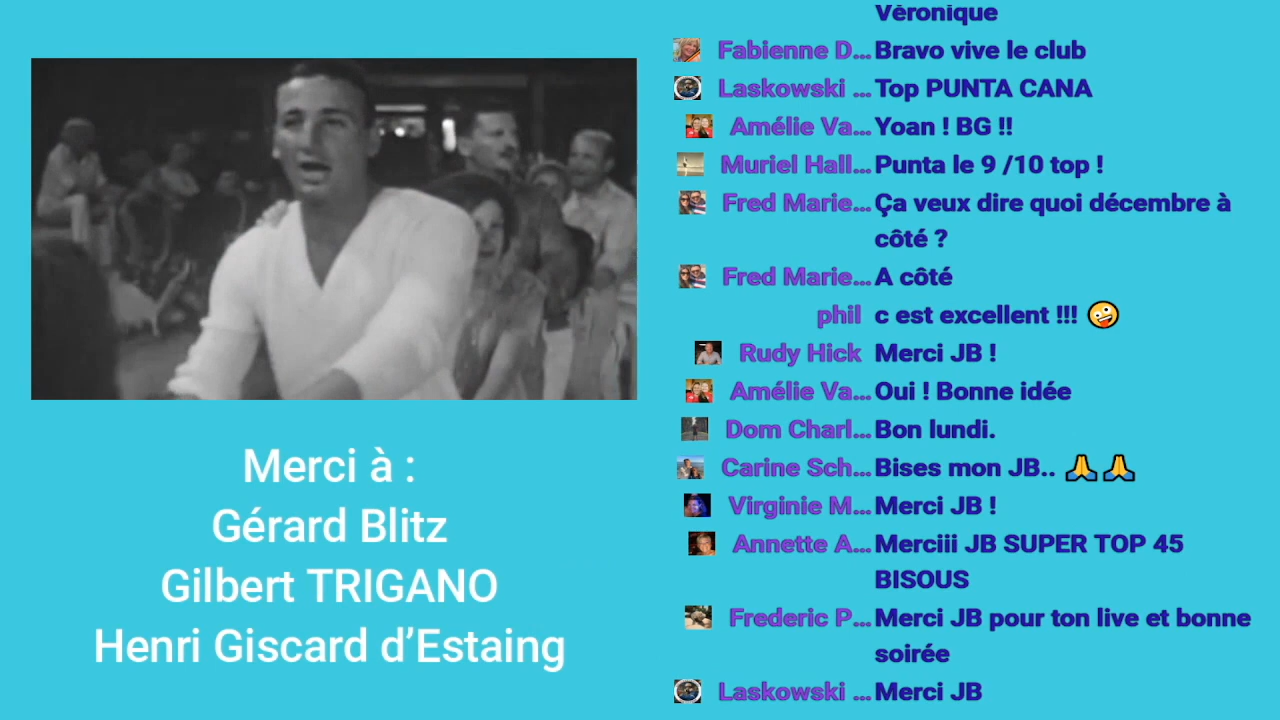 Merci à :
Gérard Blitz
Gilbert TRIGANO
Henri Giscard d’Estaing
Véronique
Fabienne D... Bravo vive le club
Laskowski ... Top PUNTA CANA
Amélie Va... Yoan ! BG !!
Muriel Hall... Punta le 9 /10 top !
Fred Marie... Ça veux dire quoi décembre à
côté ?
Fred Marie... A côté
phil c est excellent !!! 🤪
Rudy Hick Merci JB !
Amélie Va... Oui ! Bonne idée
Dom Charl... Bon lundi.
Carine Sch... Bises mon JB.. 🙏🙏
Virginie M... Merci JB !
Annette A... Merciii JB SUPER TOP 45
BISOUS
Frederic P... Merci JB pour ton live et bonne
soirée
Laskowski ... Merci JB